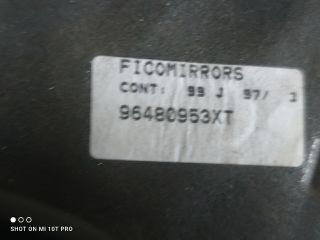 FICOMIRRORS
CONT: 99 J 97/ 1
96480953XT
SHOT ON MI 10T PRO